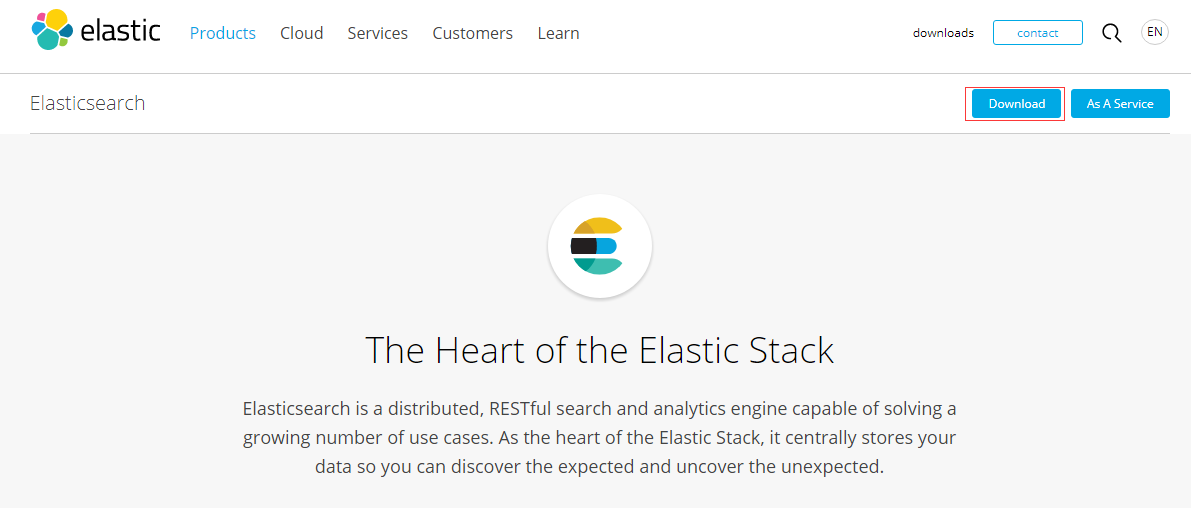 elastic Products Cloud Services Customers Learn downloads contact EN
Elasticsearch Download As A Service
The Heart of the Elastic Stack
Elasticsearch is a distributed, RESTful search and analytics engine capable of solving a
growing number of use cases. As the heart of the Elastic Stack, it centrally stores your
data so you can discover the expected and uncover the unexpected.